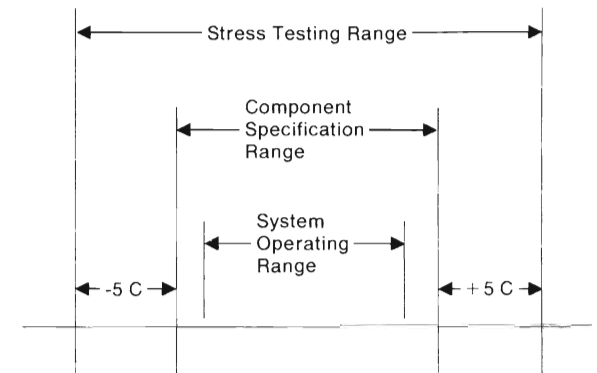 Stress Testing Range
Component
Specification
Range
System
Operating
Range
-5 C
+5 C